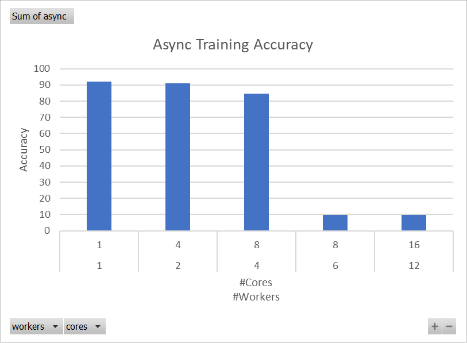 Sum of async
Async Training Accuracy
100
90
80
70
60
50
40
30
20
10
0
Accuracy
1 4 8 8 16
1 2 4 6 12
#Cores
#Workers
workers cores
+ −